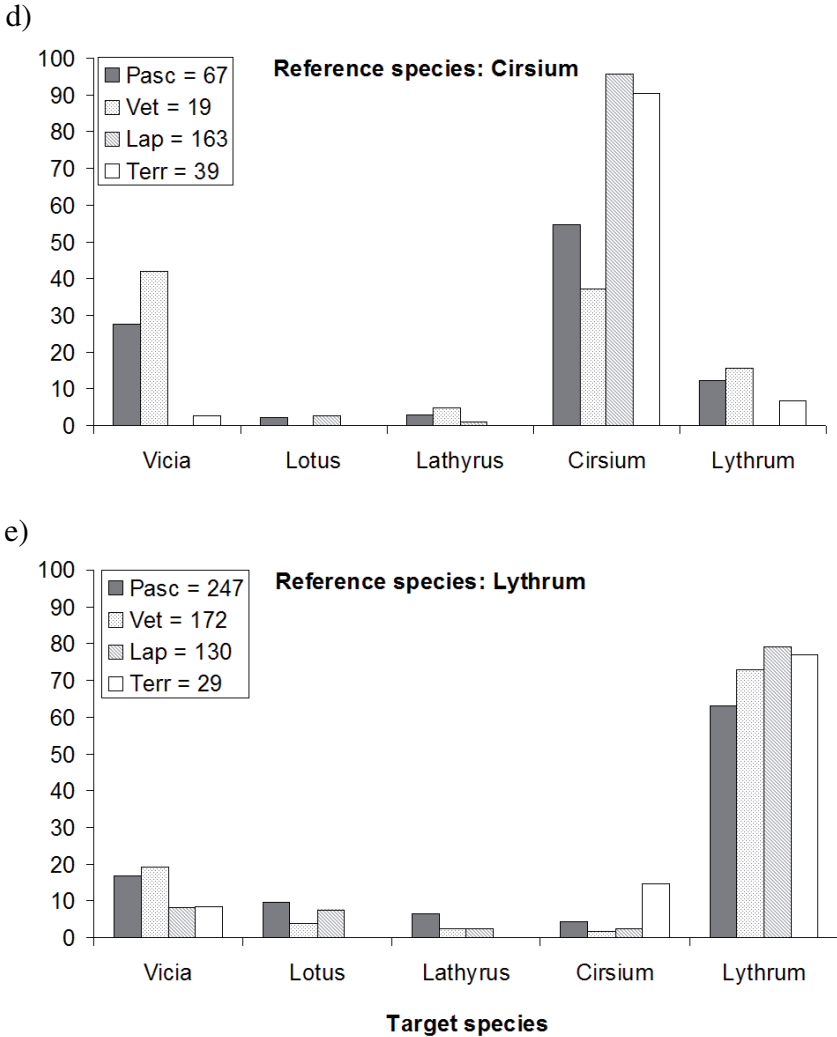 d)
Reference species: Cirsium
Pasc = 67
Vet = 19
Lap = 163
Terr = 39
100
90
80
70
60
50
40
30
20
10
0
Vicia Lotus Lathyrus Cirsium Lythrum
e)
Reference species: Lythrum
Pasc = 247
Vet = 172
Lap = 130
Terr = 29
100
90
80
70
60
50
40
30
20
10
0
Vicia Lotus Lathyrus Cirsium Lythrum
Target species